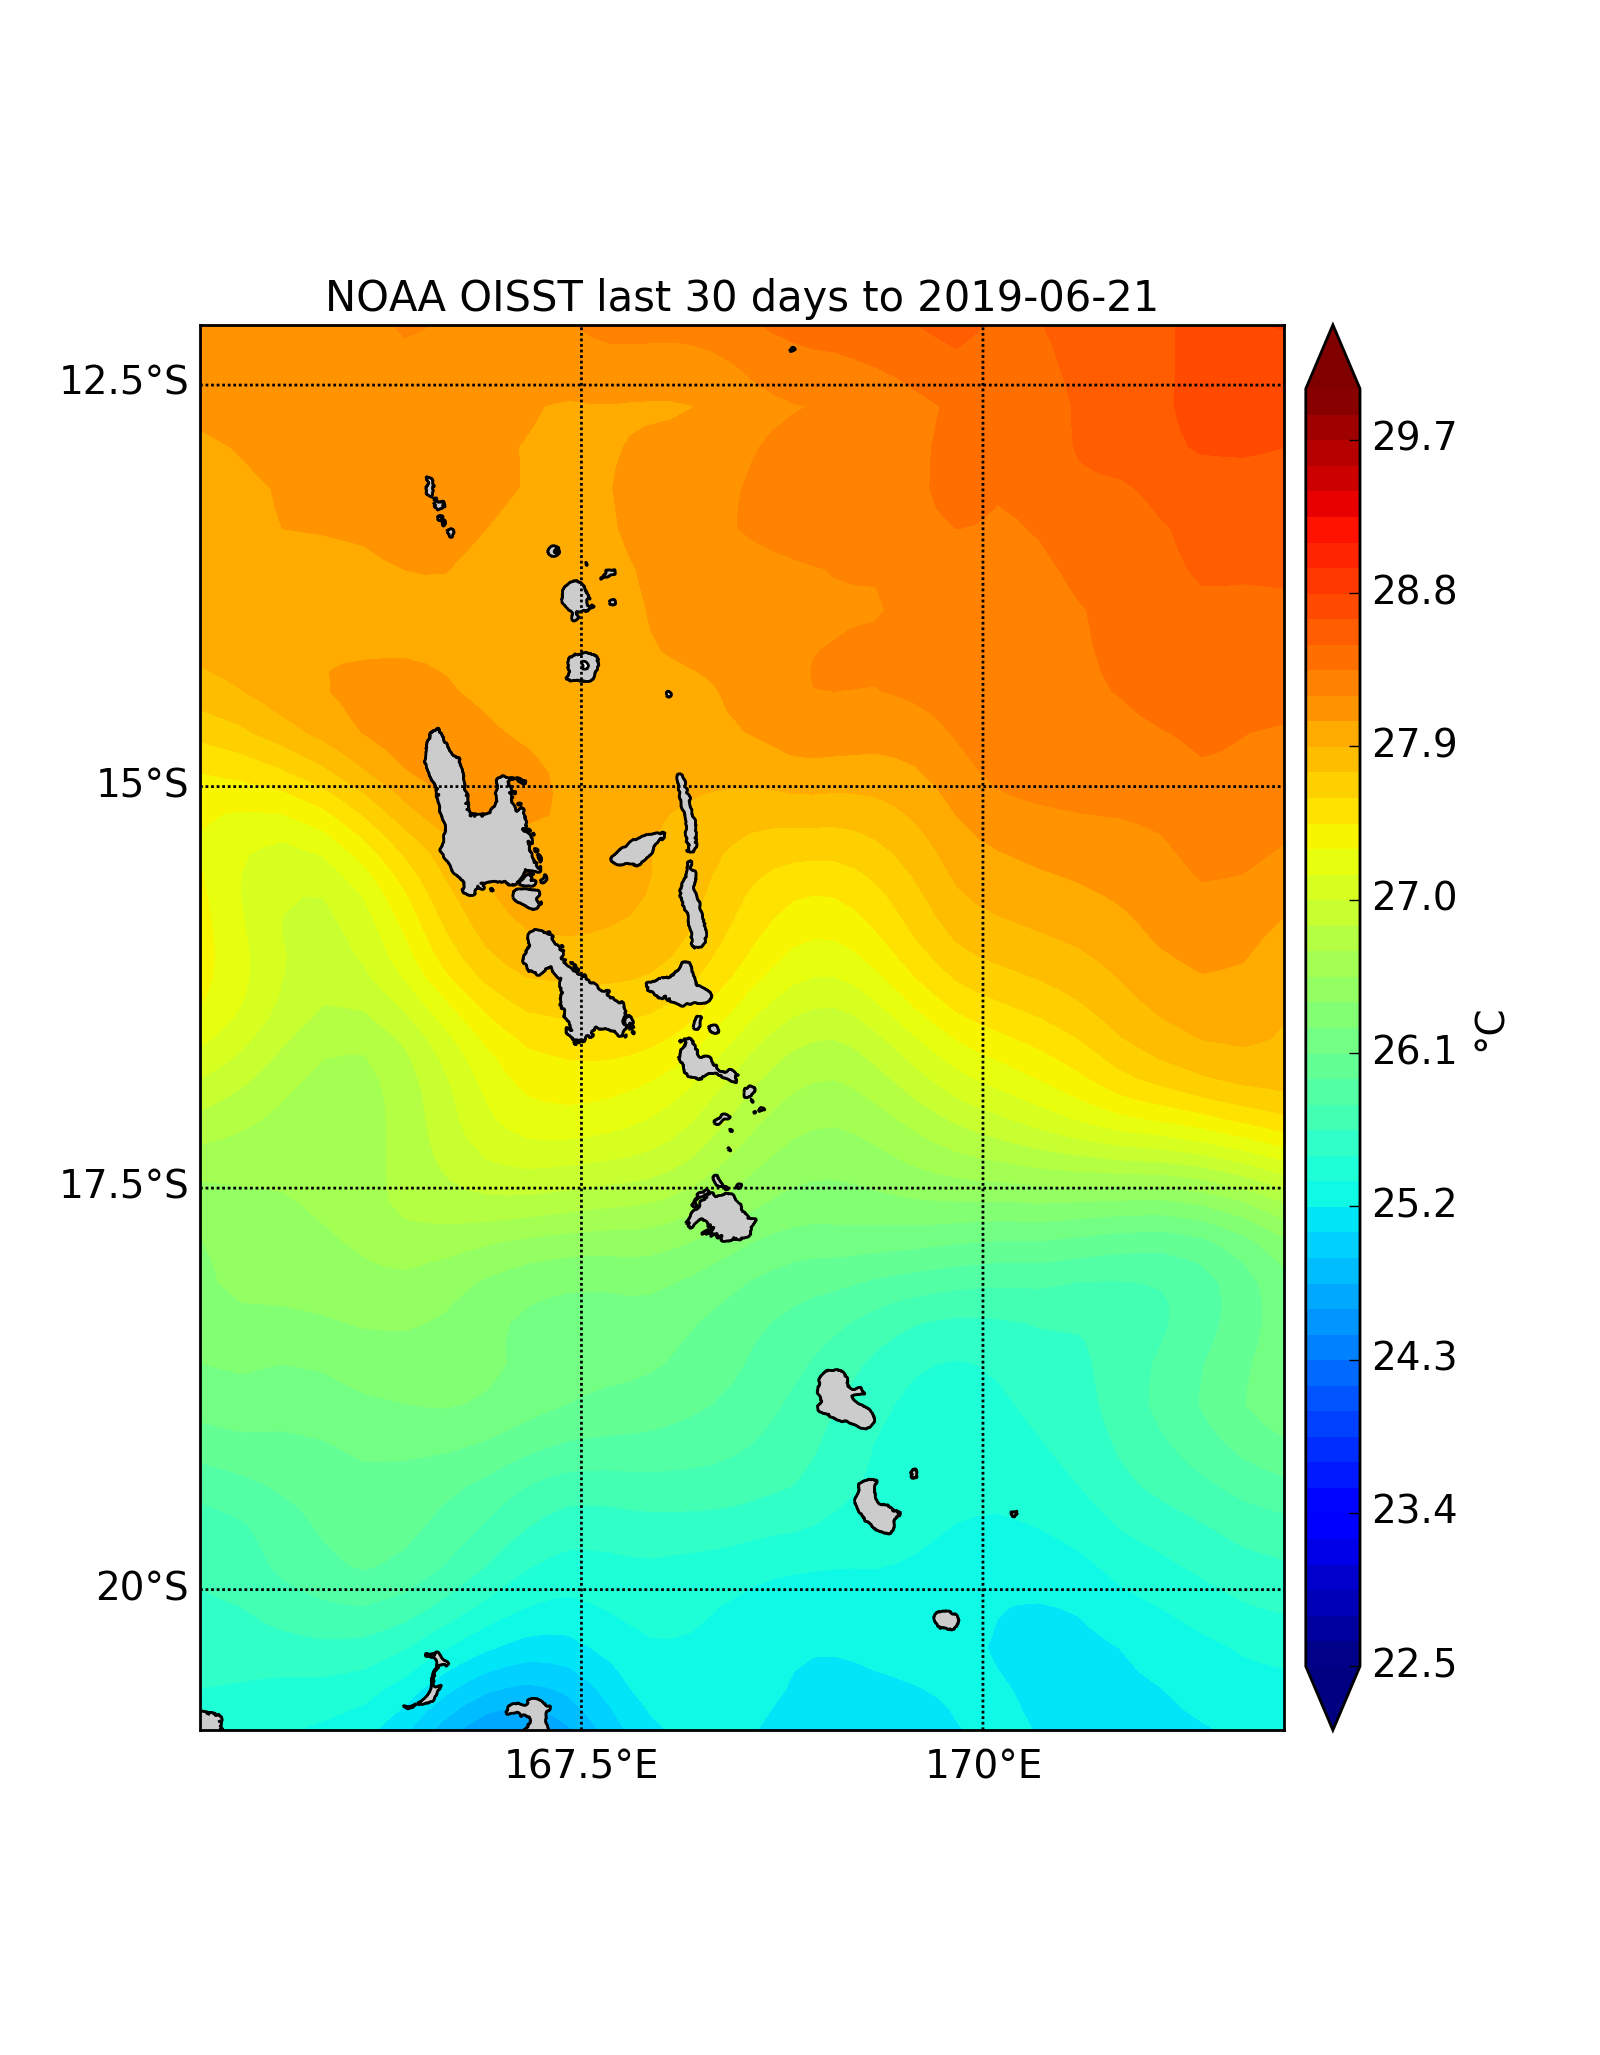 NOAA OISST last 30 days to 2019-06-21
12.5°S
15°S
17.5°S
20°S
167.5°E
170°E
29.7
28.8
27.9
27.0
26.1
25.2
24.3
23.4
22.5
°C